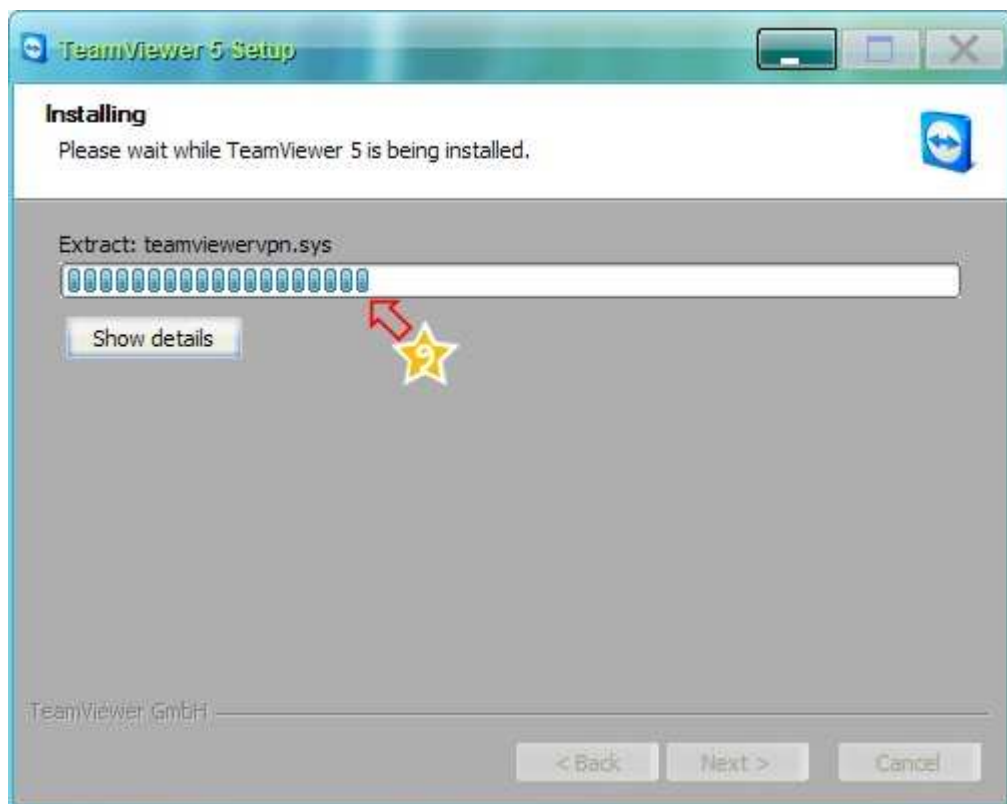 TeamViewer 5 Setup
Installing
Please wait while TeamViewer 5 is being installed.
Extract: teamviewervpn.sys
Show details
9
TeamViewer GmbH
< Back Next > Cancel